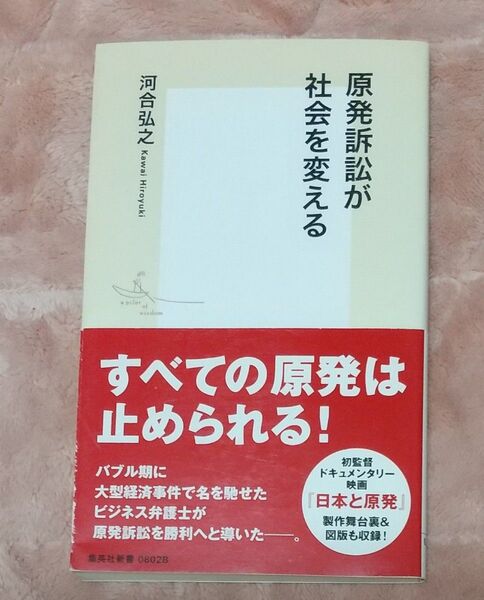 原発訴訟が
社会を変える
河合弘之 Kawai Hiroyuki
a pilot of
wisdom
すべての原発は
止められる!
バブル期に
大型経済事件で名を馳せた
ビジネス弁護士が
原発訴訟を勝利へと導いた――。
初監督
ドキュメンタリー
映画
『日本と原発』
製作舞台裏&
図版も収録!
集英社新書 0802B